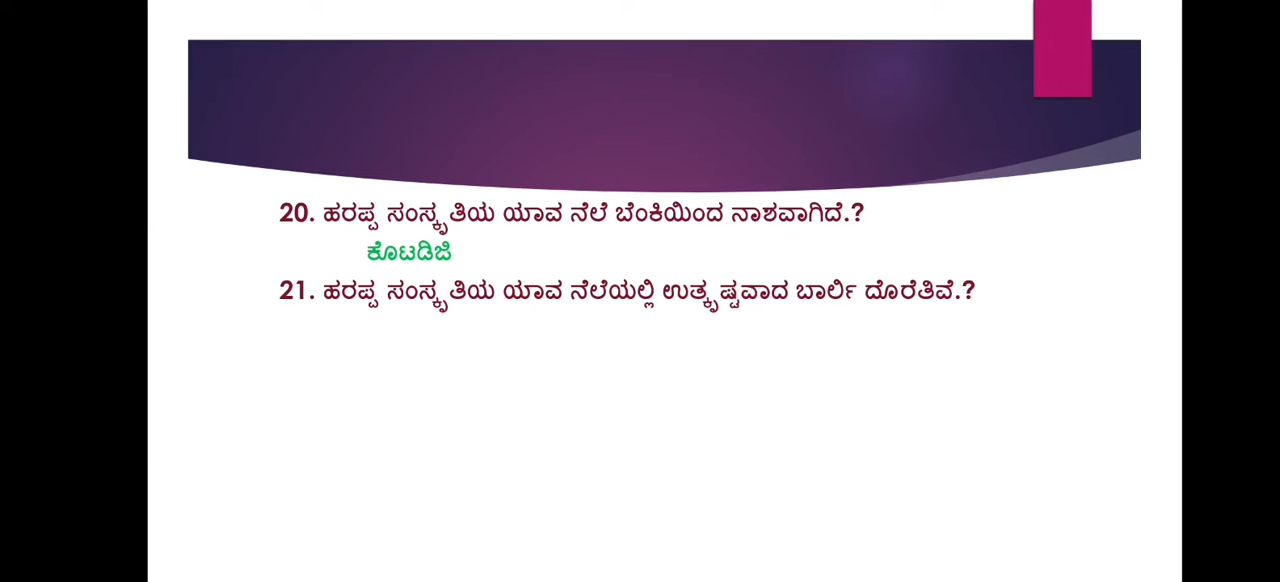 20. ಹರಪ್ಪ ಸಂಸ್ಕೃತಿಯ ಯಾವ ನೆಲೆ ಬೆಂಕಿಯಿಂದ ನಾಶವಾಗಿದೆ.?
ಕೊಟಡಿಜಿ
21. ಹರಪ್ಪ ಸಂಸ್ಕೃತಿಯ ಯಾವ ನೆಲೆಯಲ್ಲಿ ಉತ್ಕೃಷ್ಟವಾದ ಬಾರ್ಲಿ ದೊರೆತಿವೆ.?